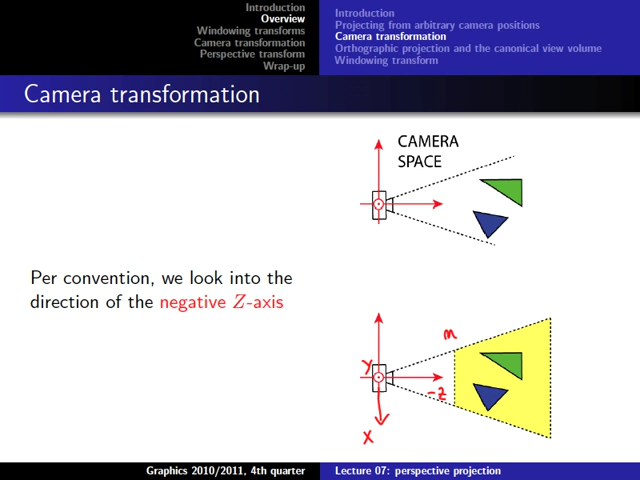 Introduction
Overview
Windowing transforms
Camera transformation
Perspective transform
Wrap-up
Introduction
Projecting from arbitrary camera positions
Camera transformation
Orthographic projection and the canonical view volume
Windowing transform
Camera transformation
CAMERA
SPACE
Per convention, we look into the
direction of the negative Z-axis
m
y
-z
x
Graphics 2010/2011, 4th quarter
Lecture 07: perspective projection